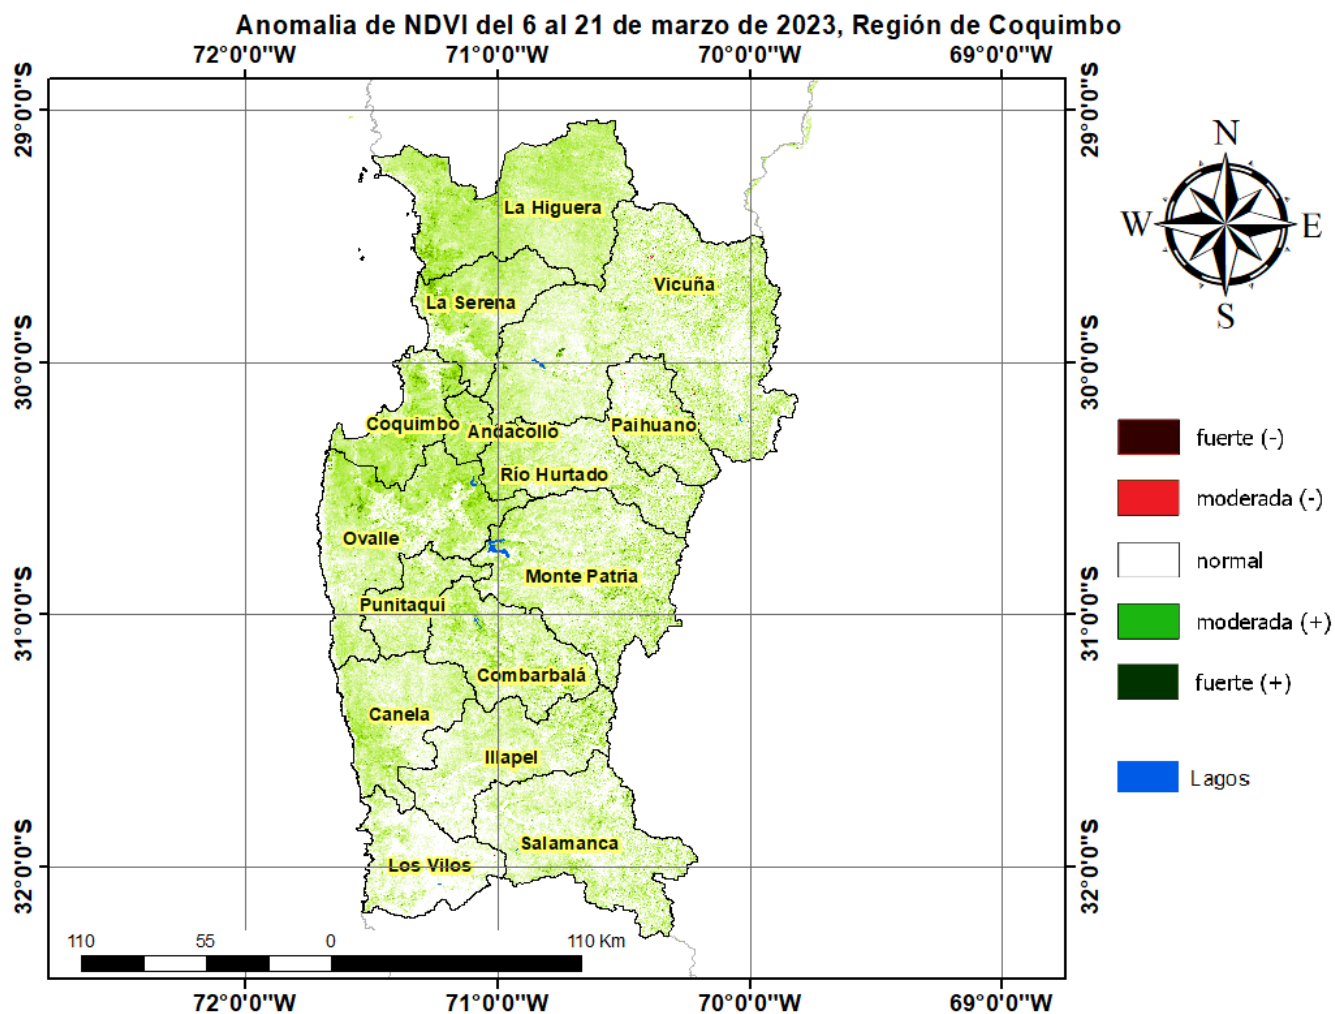 Anomalia de NDVI del 6 al 21 de marzo de 2023, Región de Coquimbo
72°0'0"W 71°0'0"W 70°0'0"W 69°0'0"W
29°0'0"S 29°0'0"S
N
W E
S
La Higuera
Vicuña
La Serena
30°0'0"S 30°0'0"S
Coquimbo Andacollo Paihuano
fuerte (-)
Río Hurtado
moderada (-)
Ovalle
normal
Monte Patria
Punitaqui
31°0'0"S 31°0'0"S
moderada (+)
Combarbalá
fuerte (+)
Canela
Illapel
Lagos
Salamanca
Los Vilos
32°0'0"S 32°0'0"S
110 55 0 110 Km
72°0'0"W 71°0'0"W 70°0'0"W 69°0'0"W